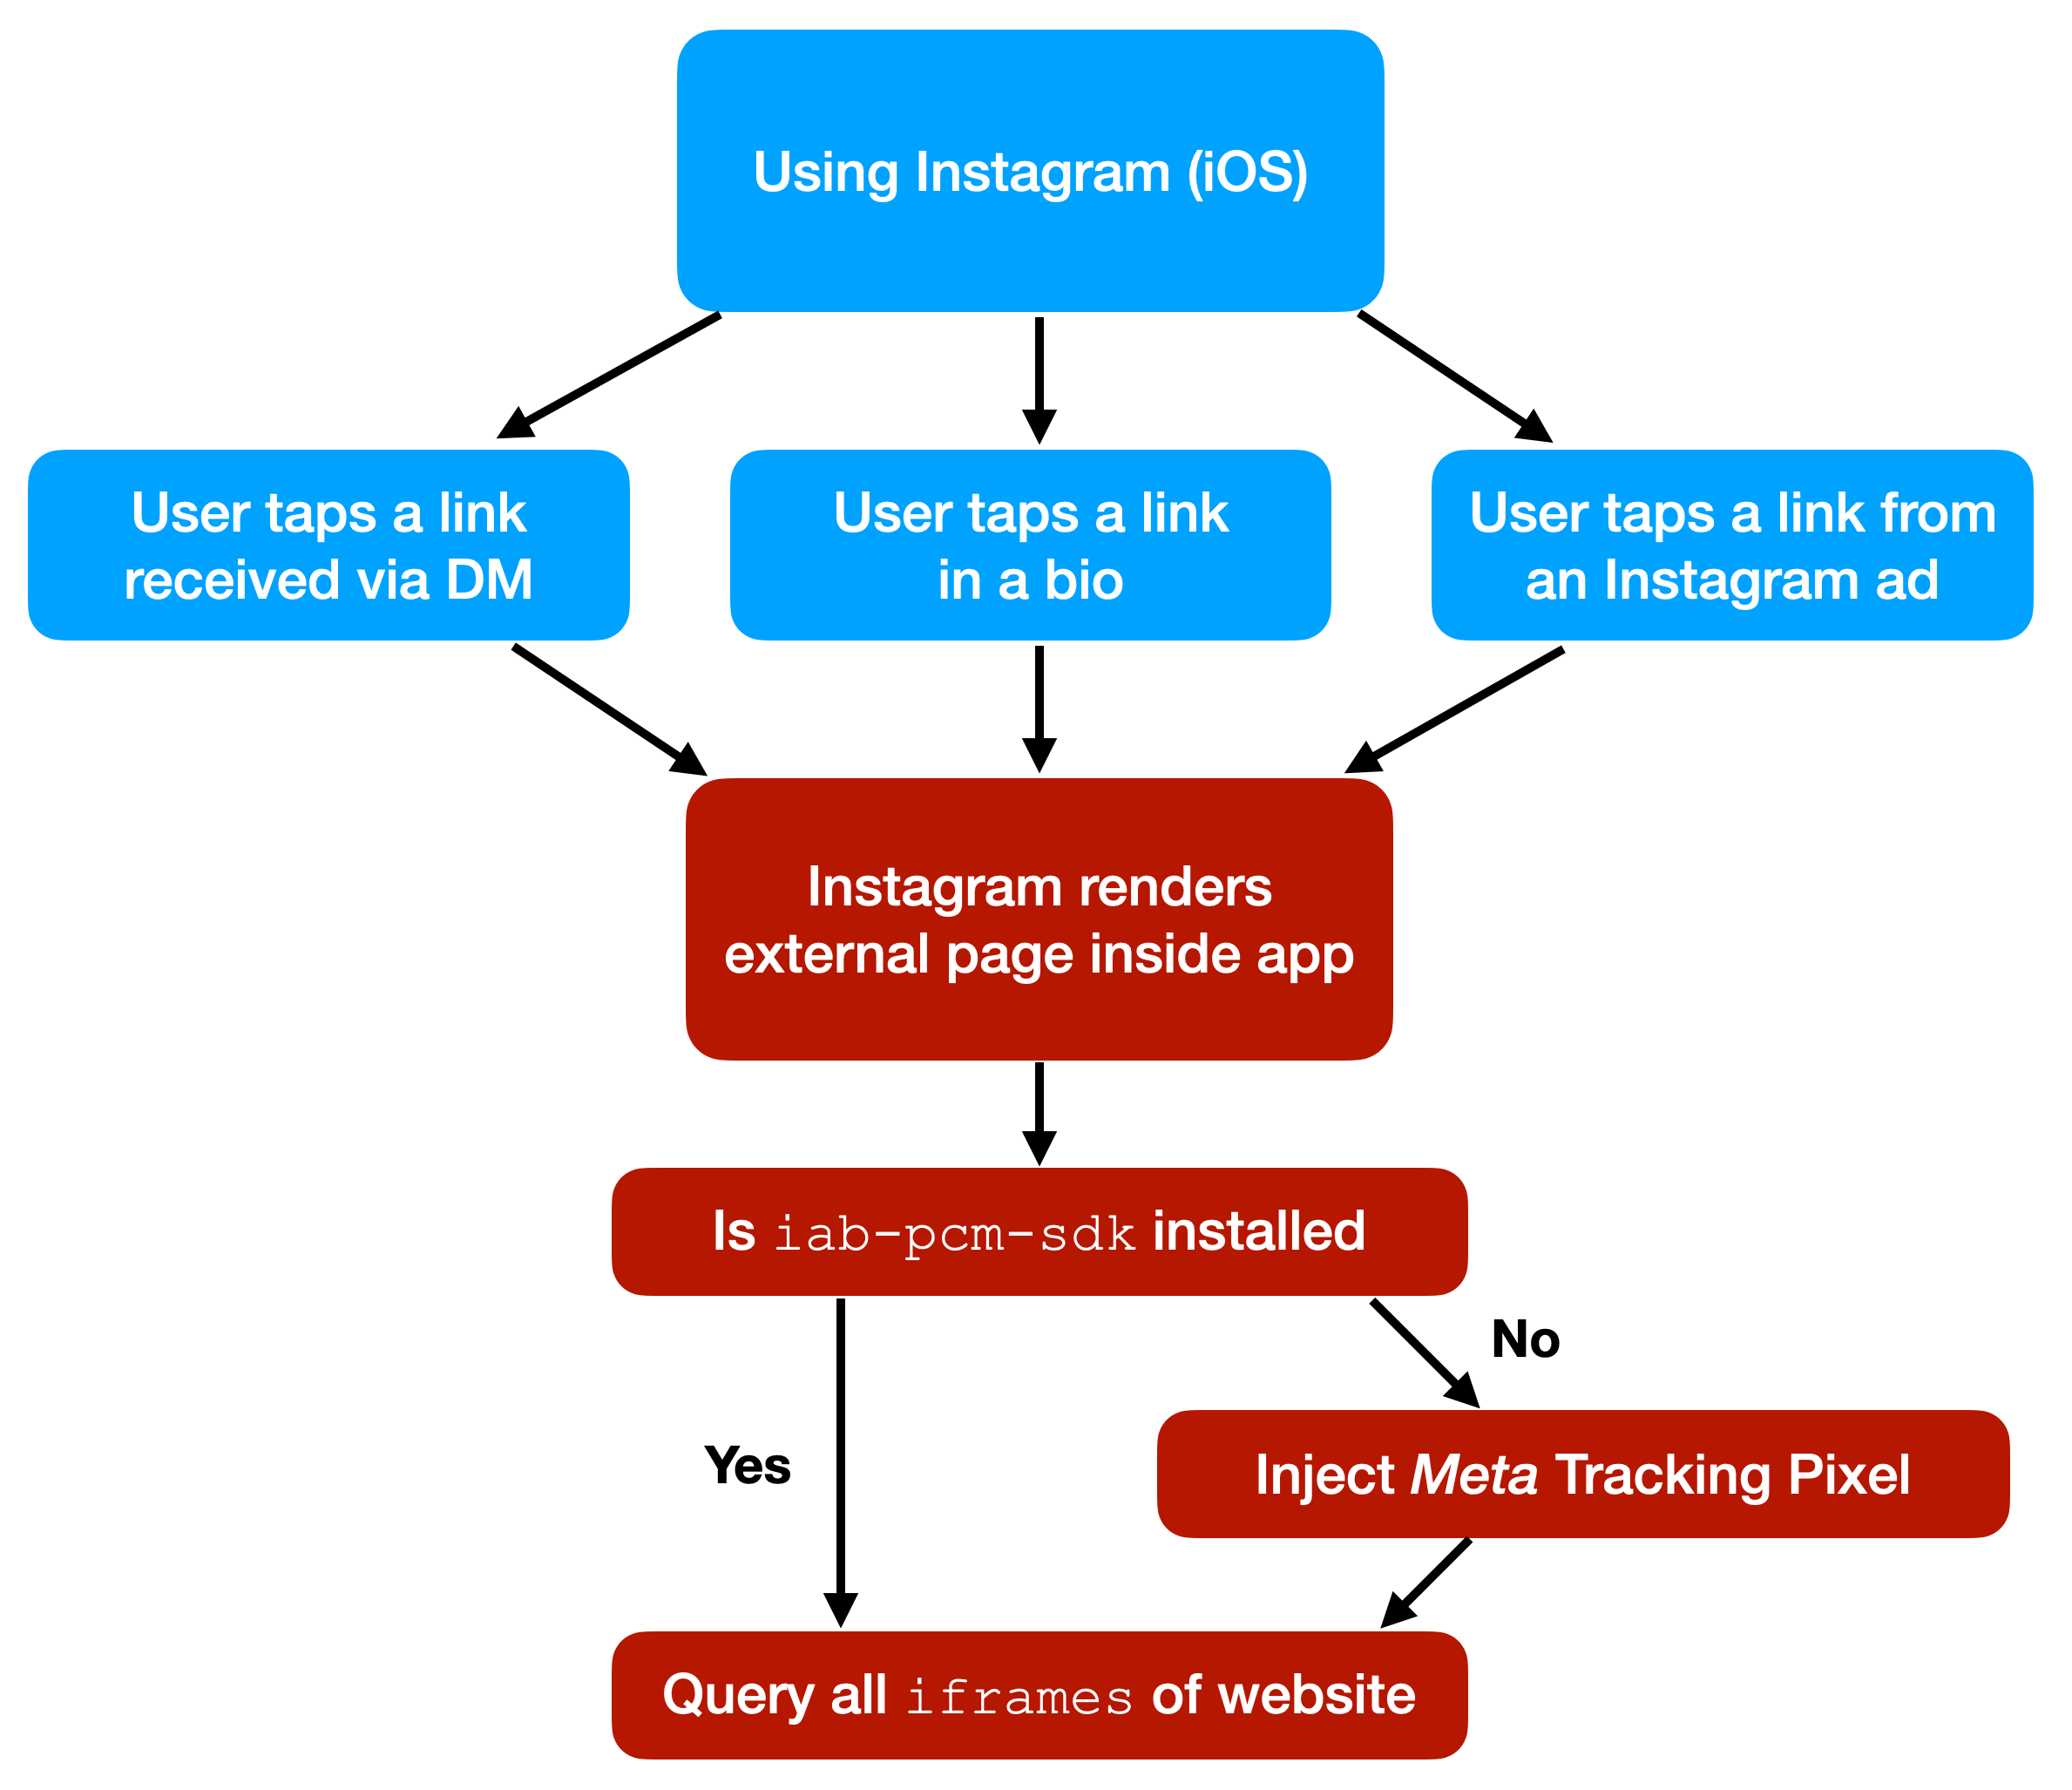 Using Instagram (iOS)
User taps a link
received via DM
User taps a link
in a bio
User taps a link from
an Instagram ad
Instagram renders
external page inside app
Is iab-pcm-sdk installed
No
Yes
Inject Meta Tracking Pixel
Query all iframes of website